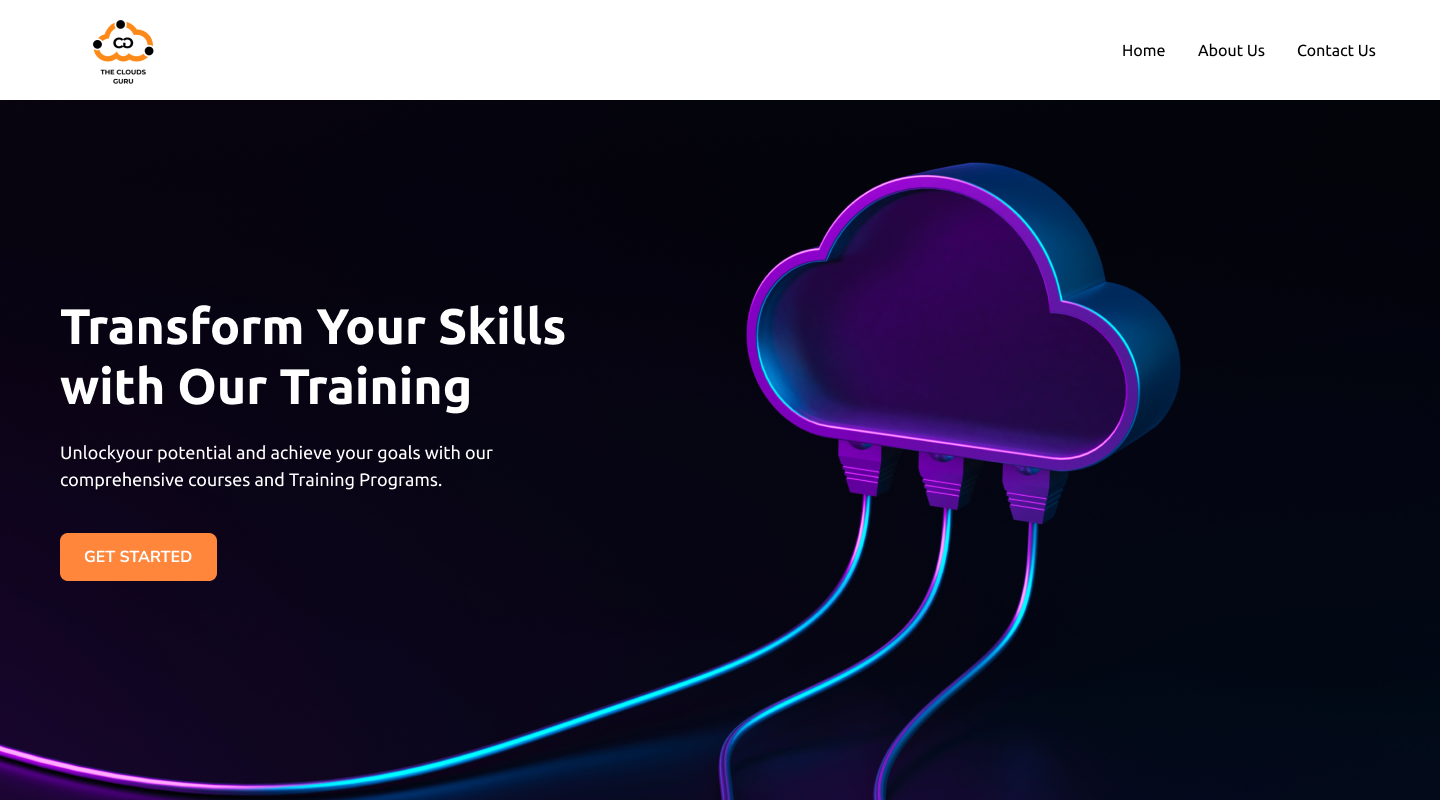 THE CLOUDS
GURU
Home About Us Contact Us
Transform Your Skills
with Our Training
Unlockyour potential and achieve your goals with our
comprehensive courses and Training Programs.
GET STARTED